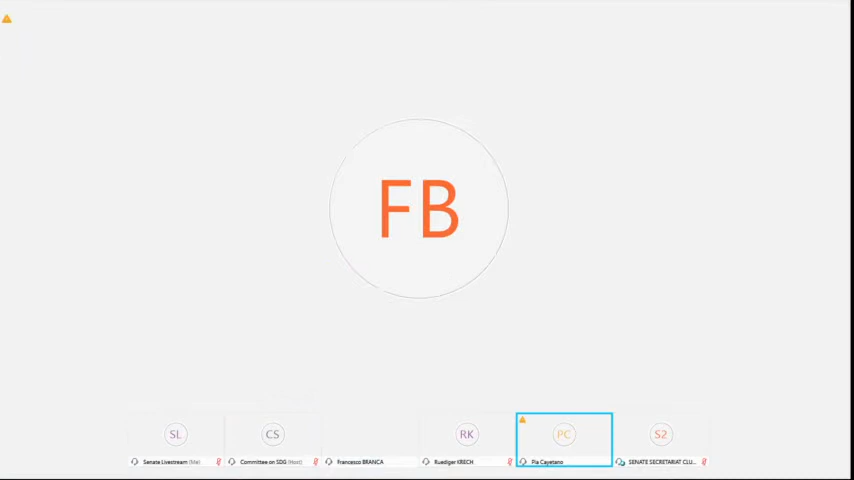 FB
SL CS RK PC S2
Senate Livestream (Me) Committee on SDG (Host) Francesco BRANCA Ruediger KRECH Pia Cayetano SENATE SECRETARIAT CLU...